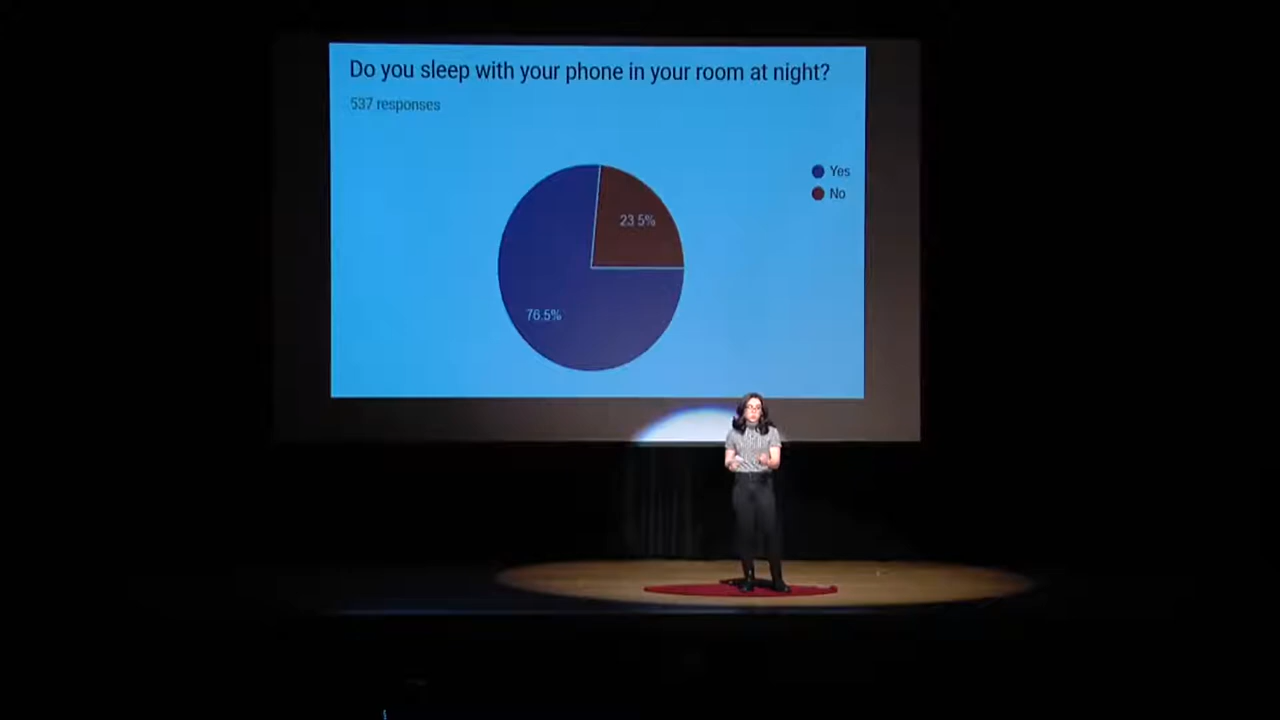 Do you sleep with your phone in your room at night?
537 responses
Yes
No
23.5%
76.5%